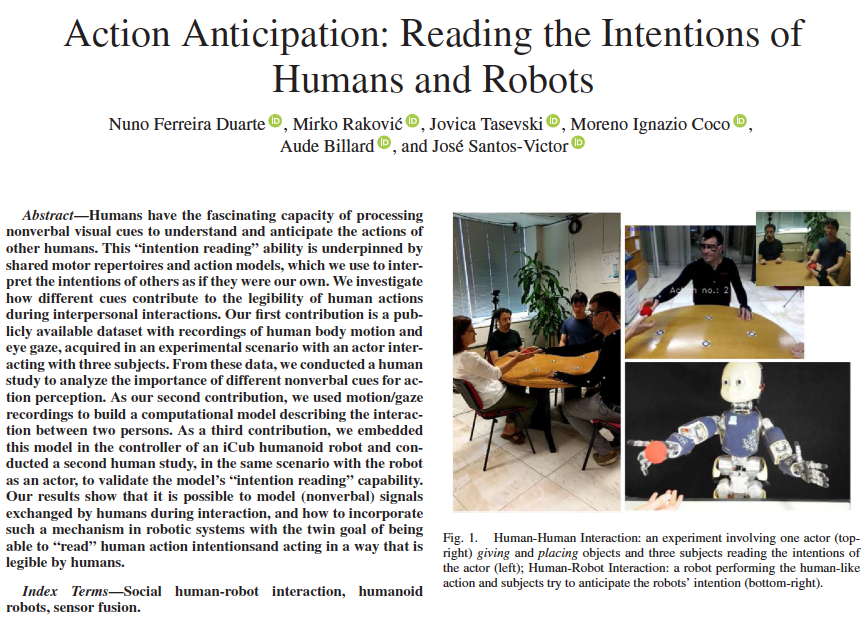 Action Anticipation: Reading the Intentions of
Humans and Robots
Nuno Ferreira Duarte, Mirko Raković, Jovica Tasevski, Moreno Ignazio Coco,
Aude Billard, and José Santos-Victor
Abstract—Humans have the fascinating capacity of processing
nonverbal visual cues to understand and anticipate the actions of
other humans. This “intention reading” ability is underpinned by
shared motor repertoires and action models, which we use to inter-
pret the intentions of others as if they were our own. We investigate
how different cues contribute to the legibility of human actions
during interpersonal interactions. Our first contribution is a pub-
licly available dataset with recordings of human body motion and
eye gaze, acquired in an experimental scenario with an actor inter-
acting with three subjects. From these data, we conducted a human
study to analyze the importance of different nonverbal cues for ac-
tion perception. As our second contribution, we used motion/gaze
recordings to build a computational model describing the interac-
tion between two persons. As a third contribution, we embedded
this model in the controller of an iCub humanoid robot and con-
ducted a second human study, in the same scenario with the robot
as an actor, to validate the model’s “intention reading” capability.
Our results show that it is possible to model (nonverbal) signals
exchanged by humans during interaction, and how to incorporate
such a mechanism in robotic systems with the twin goal of being
able to “read” human action intentionsand acting in a way that is
legible by humans.
Index Terms—Social human-robot interaction, humanoid
robots, sensor fusion.
Action no.: 2
Fig. 1. Human-Human Interaction: an experiment involving one actor (top-
right) giving and placing objects and three subjects reading the intentions of
the actor (left); Human-Robot Interaction: a robot performing the human-like
action and subjects try to anticipate the robots’ intention (bottom-right).